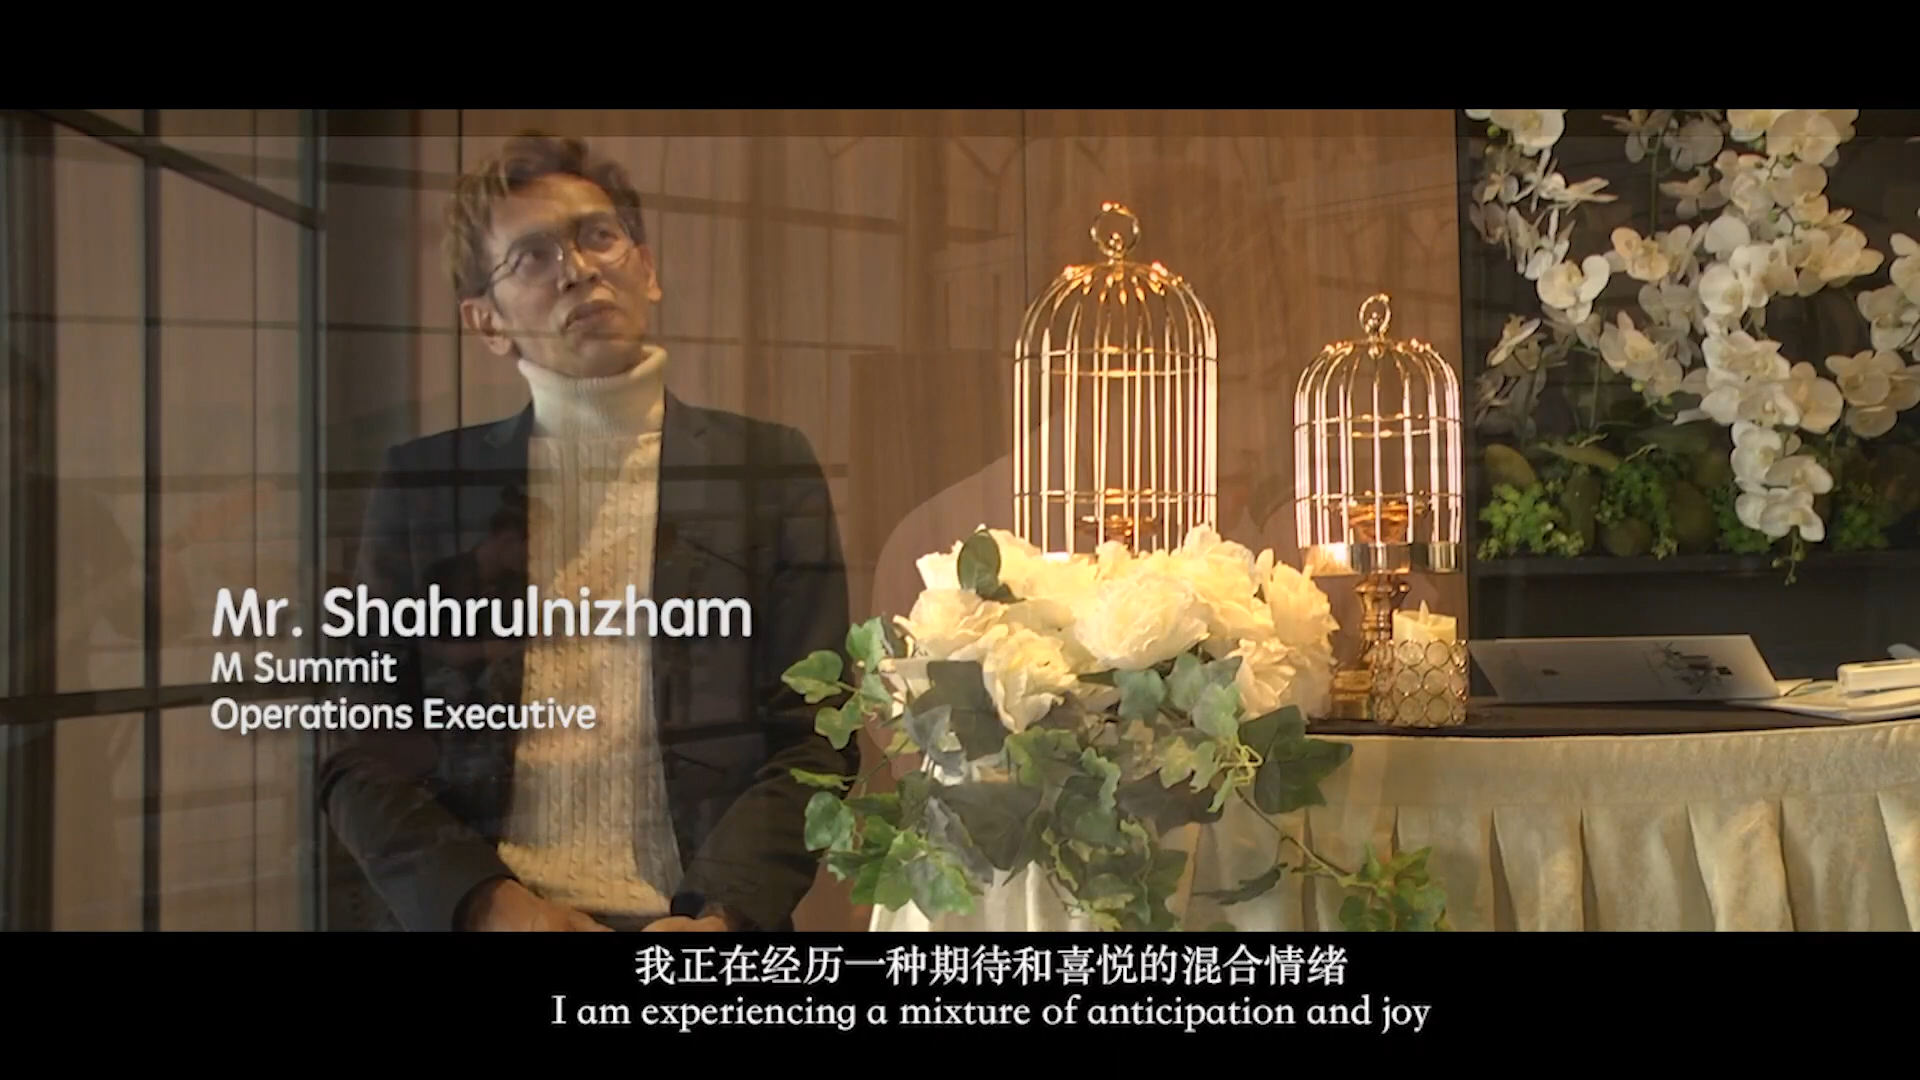 Mr. Shahrulnizham
M Summit
Operations Executive
我正在经历一种期待和喜悦的混合情绪
I am experiencing a mixture of anticipation and joy